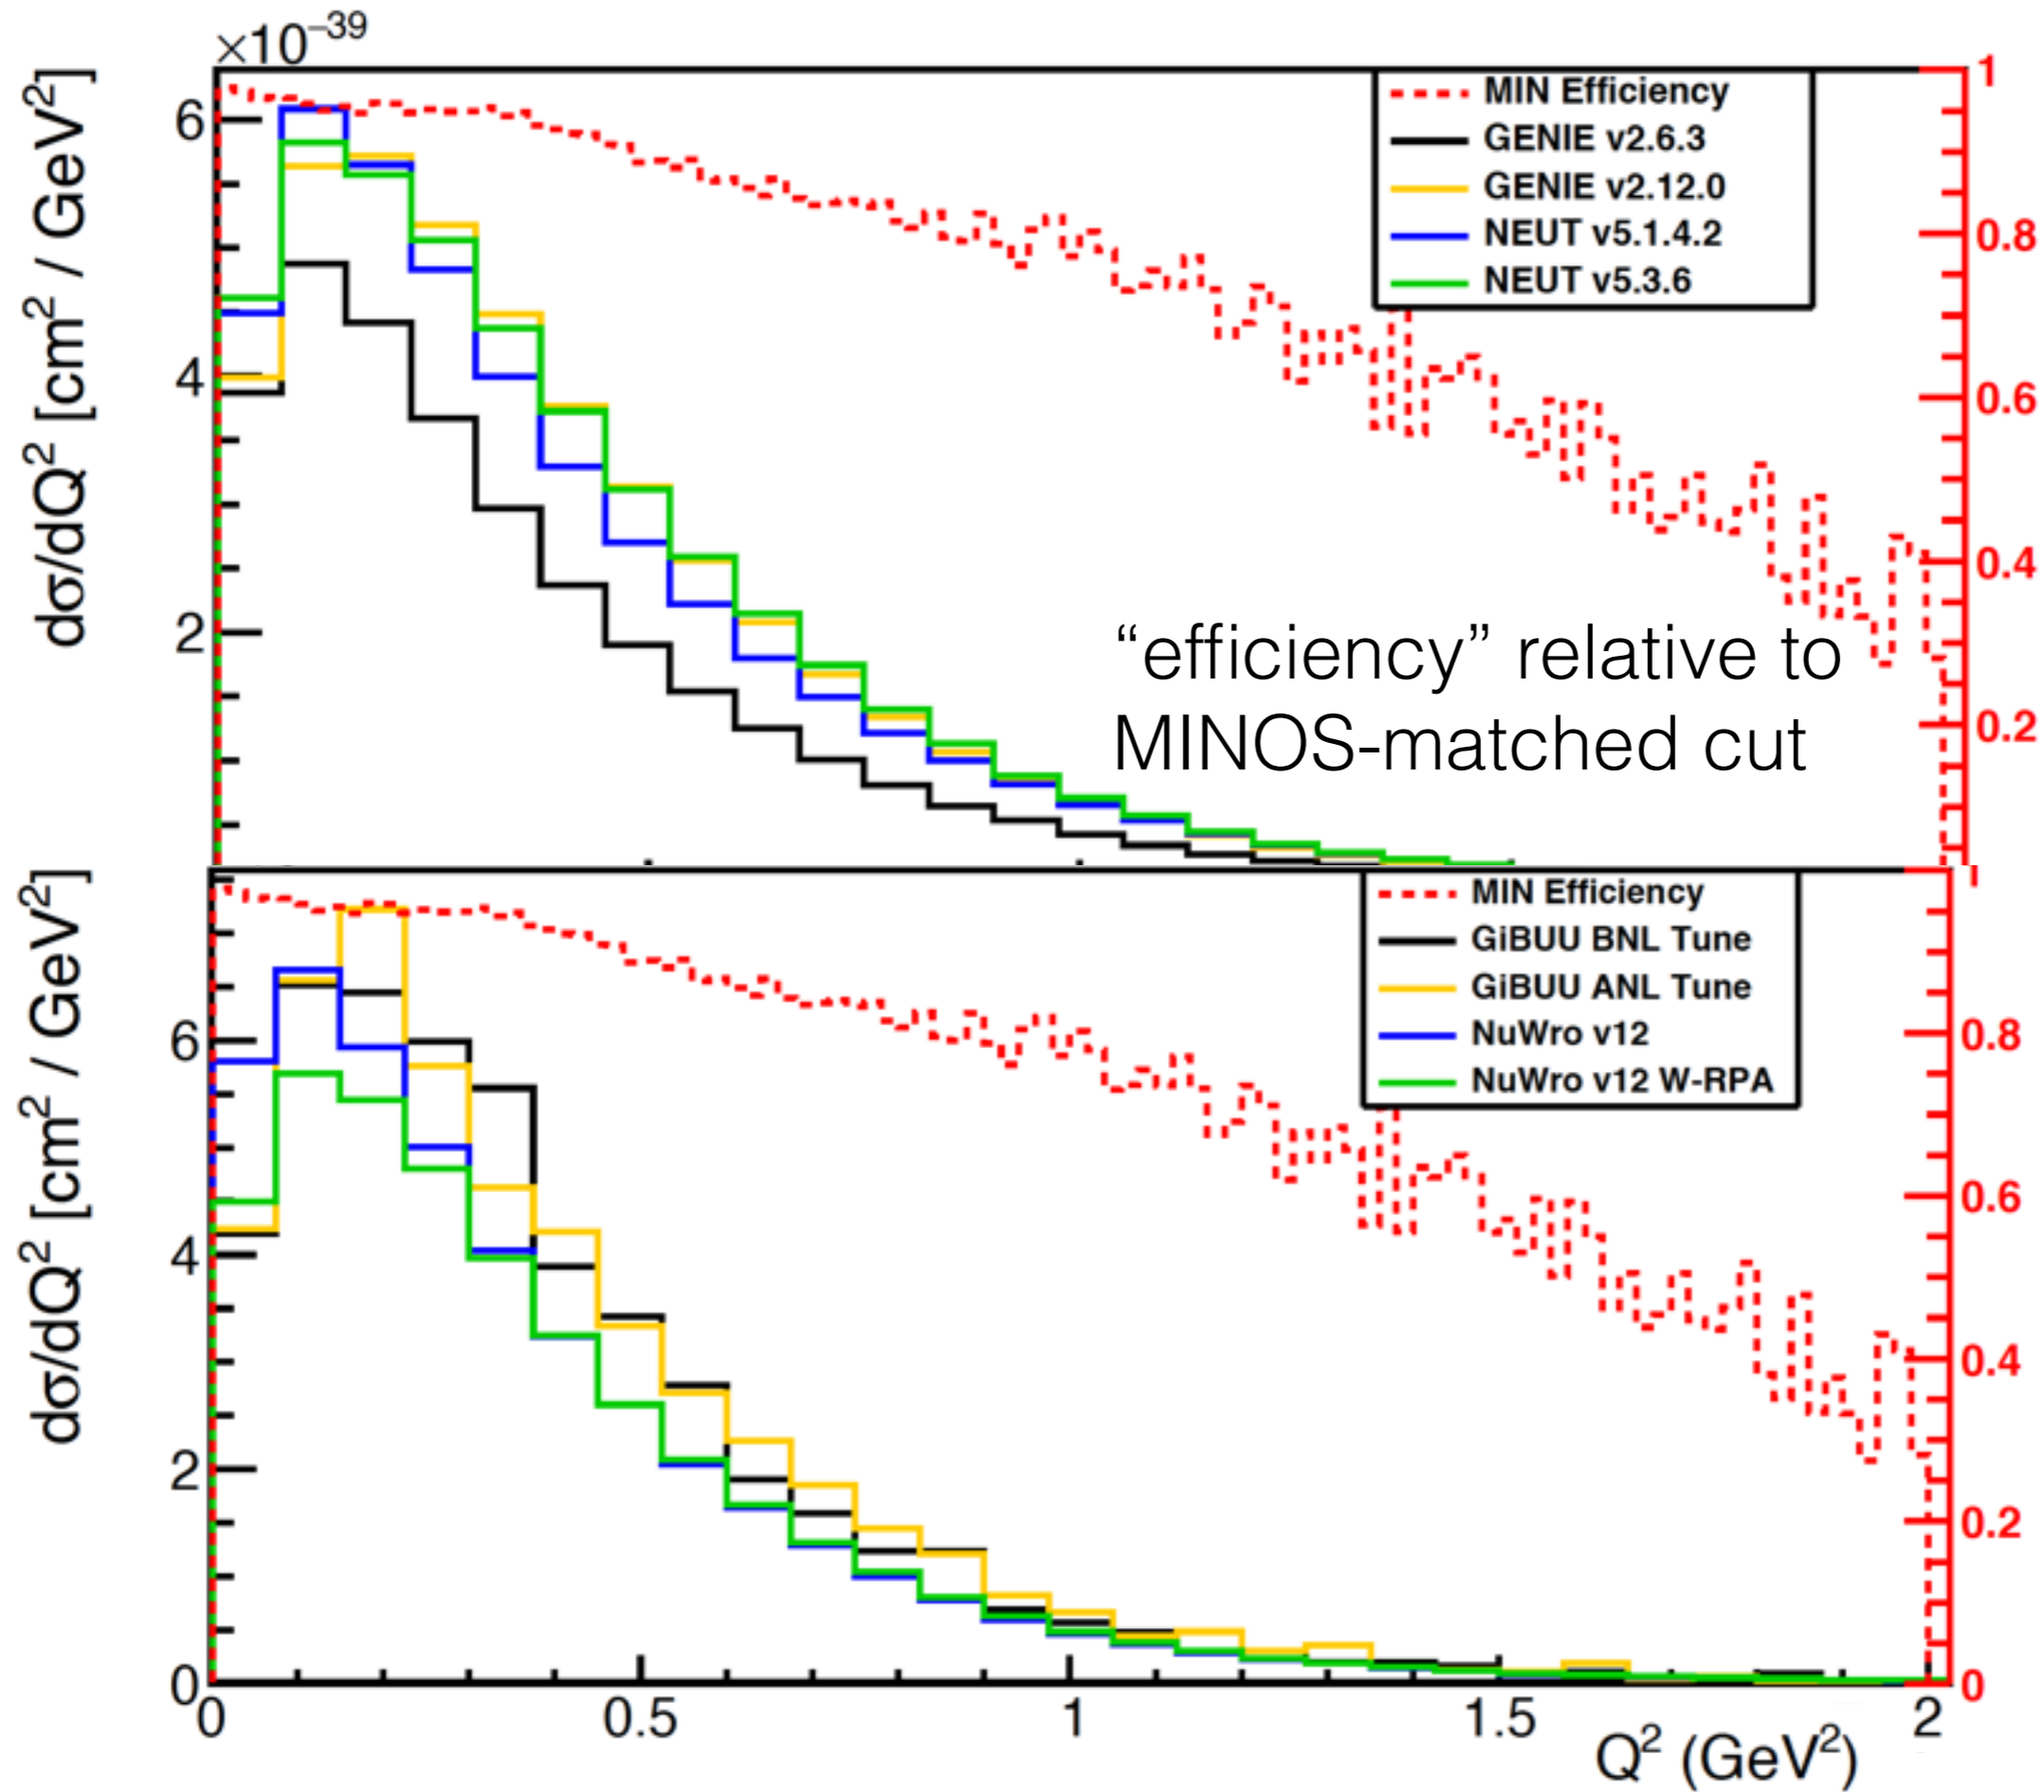 ×10⁻³⁹
dσ/dQ² [cm² / GeV²]
6
4
2
MIN Efficiency
GENIE v2.6.3
GENIE v2.12.0
NEUT v5.1.4.2
NEUT v5.3.6
1
0.8
0.6
0.4
0.2
“efficiency” relative to
MINOS-matched cut
dσ/dQ² [cm² / GeV²]
6
4
2
0
MIN Efficiency
GiBUU BNL Tune
GiBUU ANL Tune
NuWro v12
NuWro v12 W-RPA
1
0.8
0.6
0.4
0.2
0
0 0.5 1 1.5 2
Q² (GeV²)